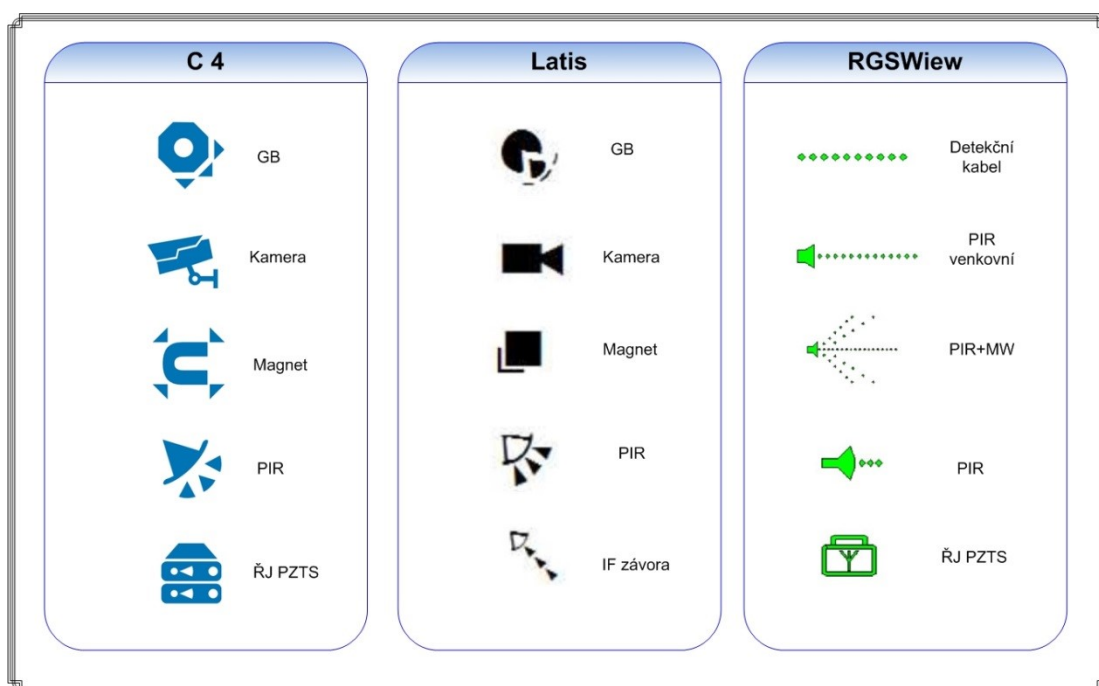 C 4
GB
Kamera
Magnet
PIR
ŘJ PZTS
Latis
GB
Kamera
Magnet
PIR
IF závora
RGSWiew
Detekční
kabel
PIR
venkovní
PIR+MW
PIR
ŘJ PZTS